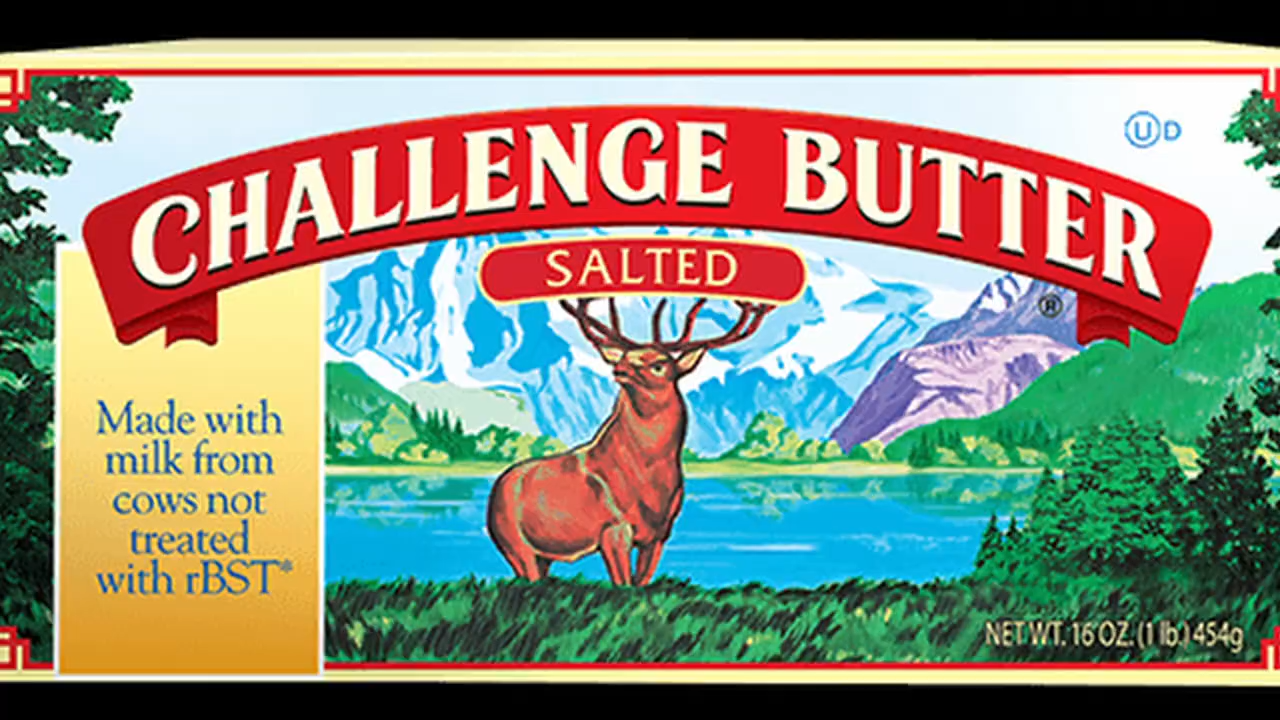 CHALLENGE BUTTER
®
Ⓤ D
SALTED
Made with
milk from
cows not
treated
with rBST*
NET WT. 16 OZ. (1 lb.) 454g